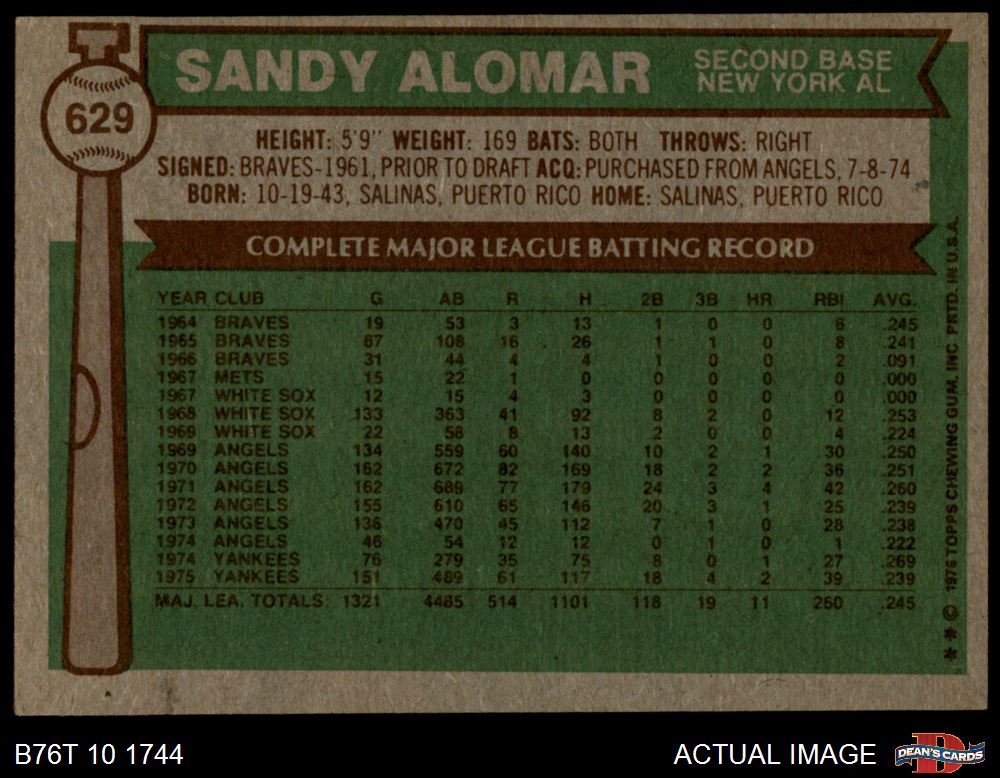 629
SANDY ALOMAR
SECOND BASE
NEW YORK AL
HEIGHT: 5'9" WEIGHT: 169 BATS: BOTH THROWS: RIGHT
SIGNED: BRAVES-1961, PRIOR TO DRAFT ACQ: PURCHASED FROM ANGELS, 7-8-74
BORN: 10-19-43, SALINAS, PUERTO RICO HOME: SALINAS, PUERTO RICO
COMPLETE MAJOR LEAGUE BATTING RECORD
YEAR CLUB G AB R H 2B 3B HR RBI AVG.
1964 BRAVES 19 53 3 13 1 0 0 6 .245
1965 BRAVES 67 108 16 26 1 1 0 8 .241
1966 BRAVES 31 44 4 4 1 0 0 2 .091
1967 METS 15 22 1 0 0 0 0 0 .000
1967 WHITE SOX 12 15 4 3 0 0 0 0 .000
1968 WHITE SOX 133 363 41 92 8 2 0 12 .253
1969 WHITE SOX 22 58 8 13 2 0 0 4 .224
1969 ANGELS 134 559 60 140 10 2 1 30 .250
1970 ANGELS 162 672 82 169 18 2 2 36 .251
1971 ANGELS 162 689 77 179 24 3 4 42 .260
1972 ANGELS 155 610 65 146 20 3 1 25 .239
1973 ANGELS 136 470 45 112 7 1 0 28 .238
1974 ANGELS 46 54 12 12 0 1 0 1 .222
1974 YANKEES 76 279 35 75 8 0 1 27 .269
1975 YANKEES 151 489 61 117 18 4 2 39 .239
MAJ. LEA. TOTALS: 1321 4485 514 1101 118 19 11 260 .245
* * © 1976 TOPPS CHEWING GUM, INC PRTD. IN U.S.A.
B76T 10 1744
ACTUAL IMAGE
DEAN'S CARDS